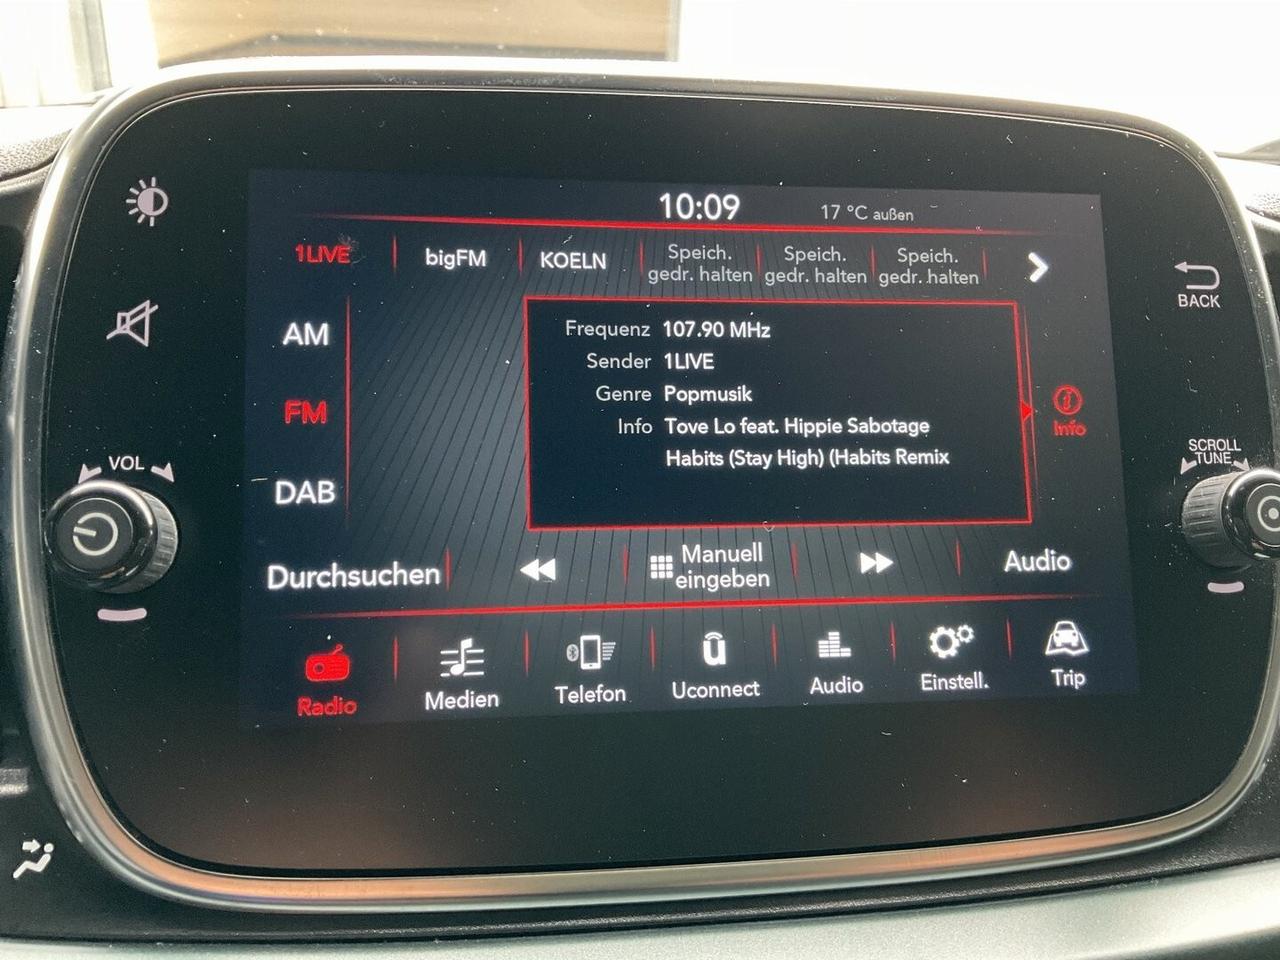 10:09 17 °C außen
1LIVE bigFM KOELN Speich. gedr. halten Speich. gedr. halten Speich. gedr. halten
BACK
AM
FM
DAB
Frequenz 107.90 MHz
Sender 1LIVE
Genre Popmusik
Info Tove Lo feat. Hippie Sabotage
Habits (Stay High) (Habits Remix
Info
VOL
SCROLL
TUNE
Durchsuchen Manuell eingeben Audio
Radio Medien Telefon Uconnect Audio Einstell. Trip